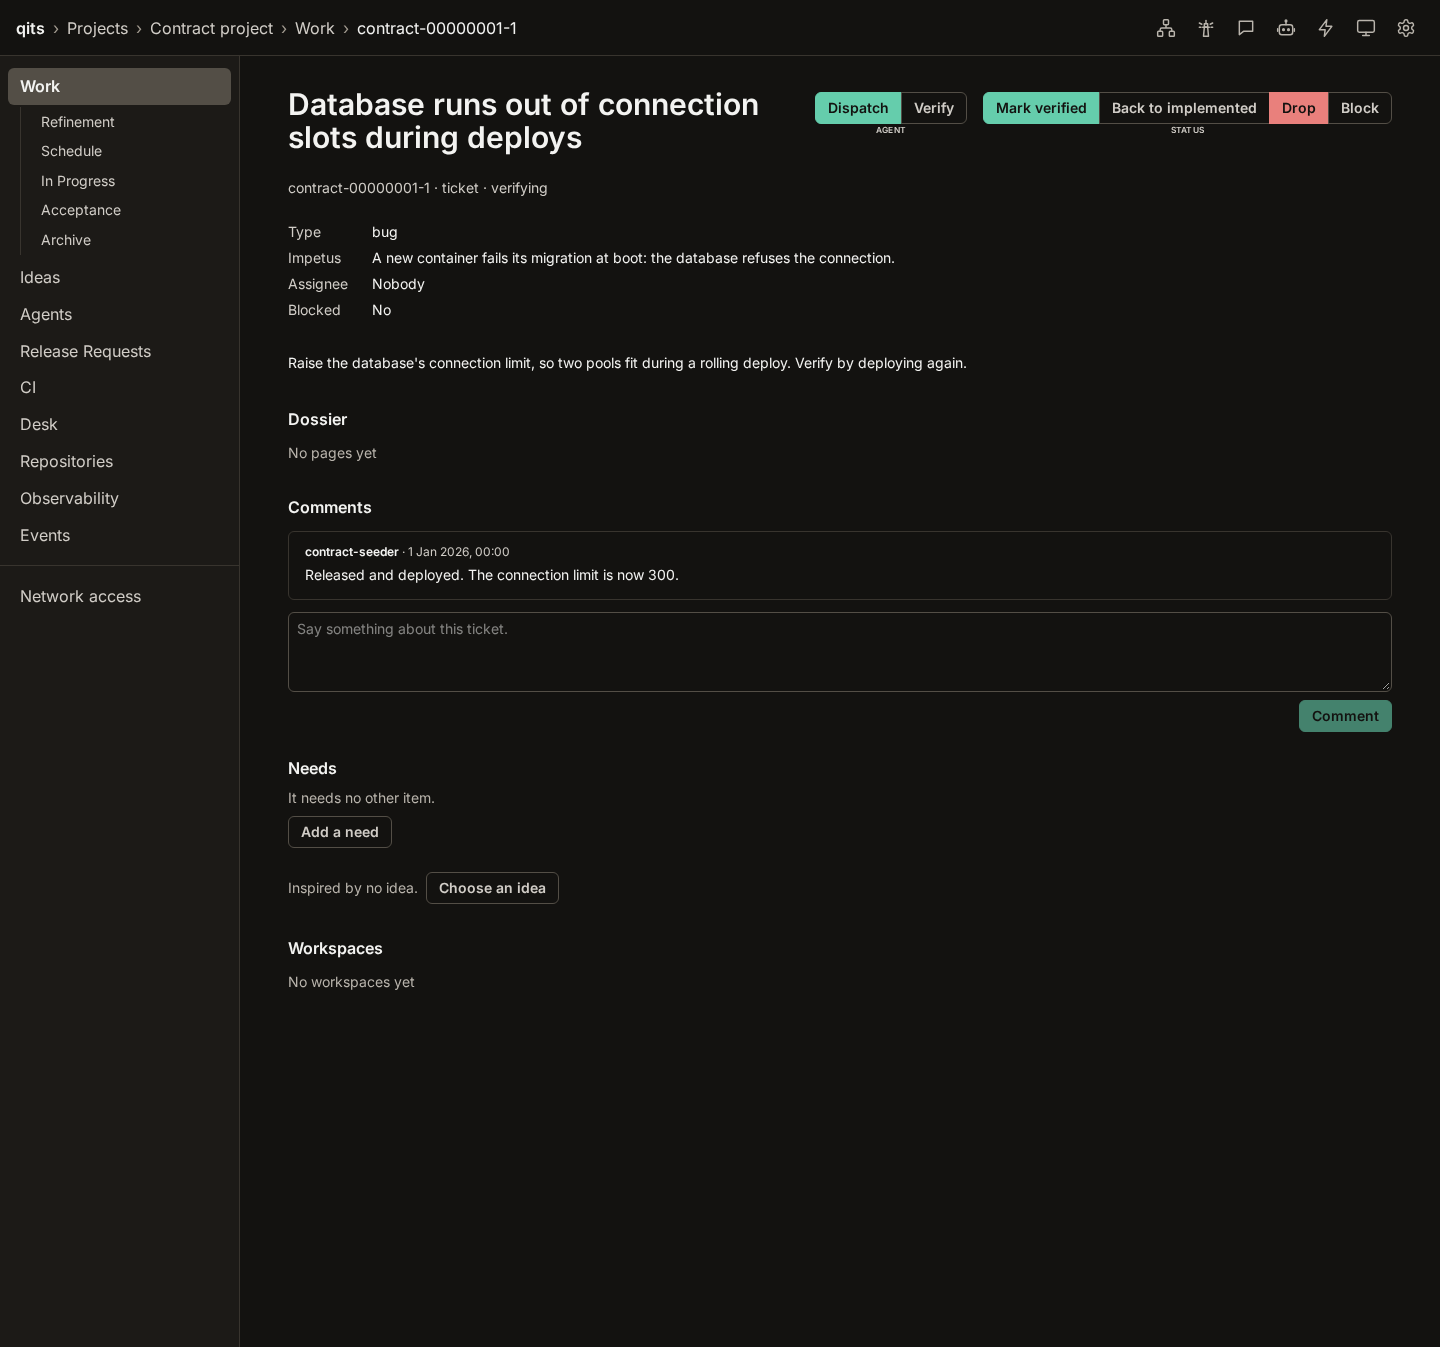 qits › Projects › Contract project › Work › contract-00000001-1
Work
Refinement
Schedule
In Progress
Acceptance
Archive
Ideas
Agents
Release Requests
CI
Desk
Repositories
Observability
Events
Network access
Database runs out of connection
slots during deploys
Dispatch Verify
AGENT
Mark verified Back to implemented Drop Block
STATUS
contract-00000001-1 · ticket · verifying
Type bug
Impetus A new container fails its migration at boot: the database refuses the connection.
Assignee Nobody
Blocked No
Raise the database's connection limit, so two pools fit during a rolling deploy. Verify by deploying again.
Dossier
No pages yet
Comments
contract-seeder · 1 Jan 2026, 00:00
Released and deployed. The connection limit is now 300.
Say something about this ticket.
Comment
Needs
It needs no other item.
Add a need
Inspired by no idea. Choose an idea
Workspaces
No workspaces yet